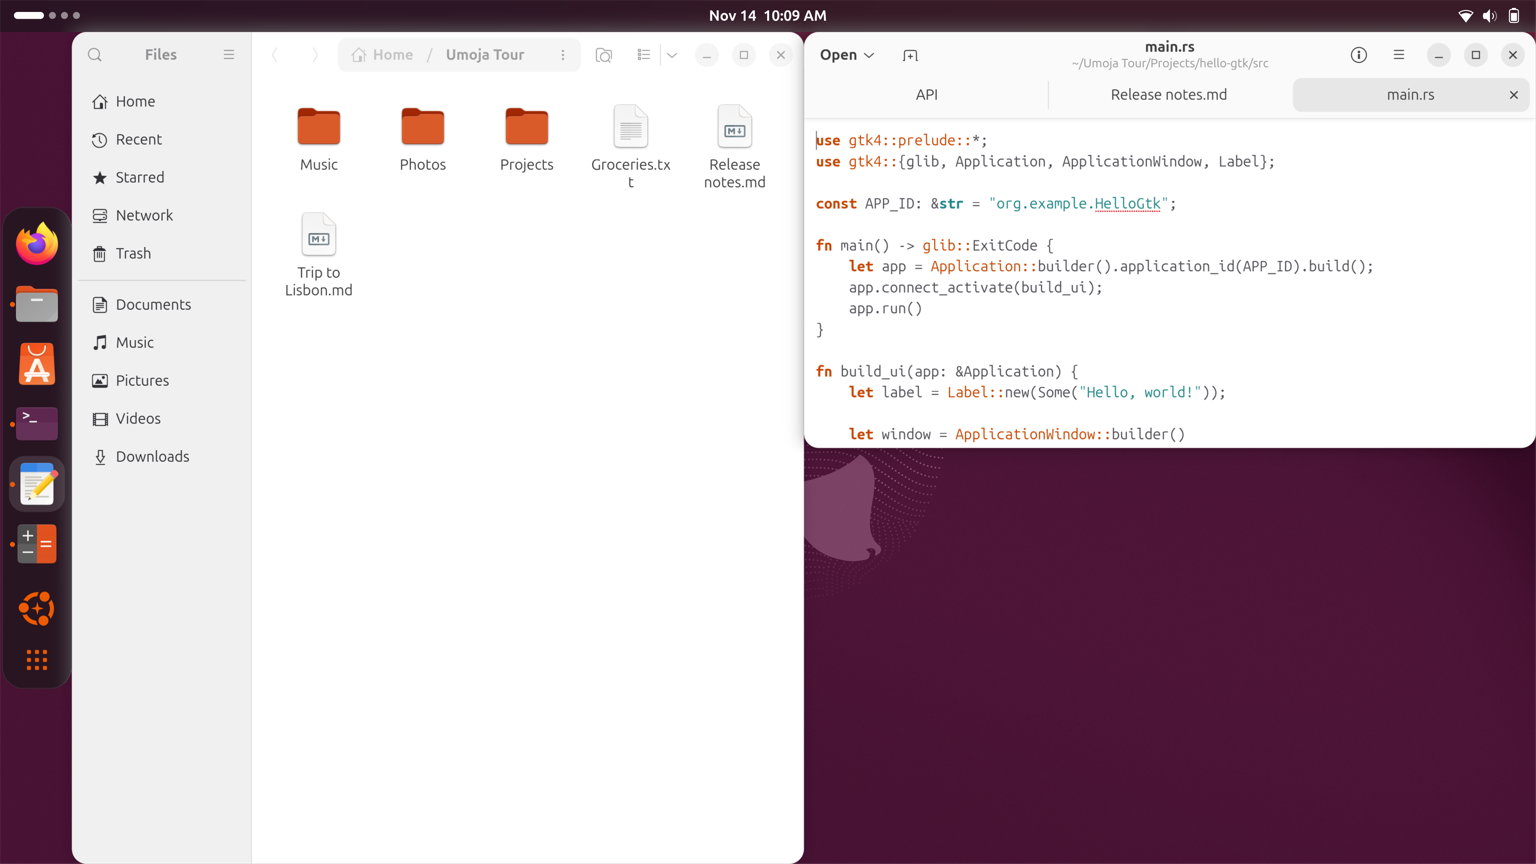 Nov 14 10:09 AM
Files
Home / Umoja Tour
Home
Recent
Starred
Network
Trash
Documents
Music
Pictures
Videos
Downloads
Music
Photos
Projects
Groceries.tx
t
Release
notes.md
Trip to
Lisbon.md
Open
main.rs
~/Umoja Tour/Projects/hello-gtk/src
API
Release notes.md
main.rs
use gtk4::prelude::*;
use gtk4::{glib, Application, ApplicationWindow, Label};
const APP_ID: &str = "org.example.HelloGtk";
fn main() -> glib::ExitCode {
    let app = Application::builder().application_id(APP_ID).build();
    app.connect_activate(build_ui);
    app.run()
}
fn build_ui(app: &Application) {
    let label = Label::new(Some("Hello, world!"));
    let window = ApplicationWindow::builder()